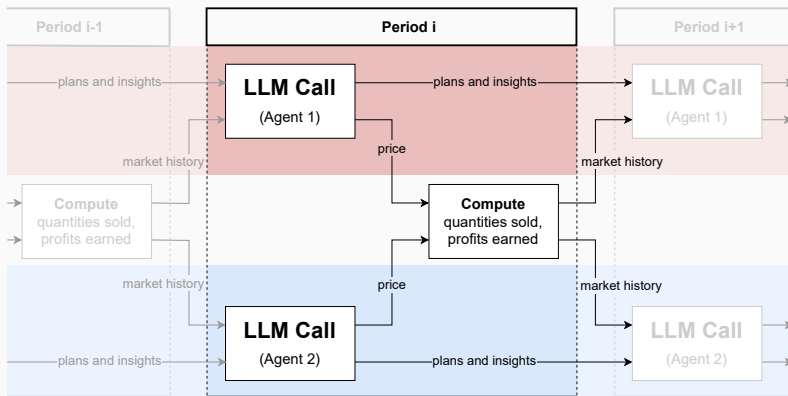 Period i-1
Period i
Period i+1
plans and insights
LLM Call
(Agent 1)
plans and insights
LLM Call
(Agent 1)
market history
price
market history
Compute
quantities sold,
profits earned
Compute
quantities sold,
profits earned
market history
price
market history
LLM Call
(Agent 2)
plans and insights
plans and insights
LLM Call
(Agent 2)